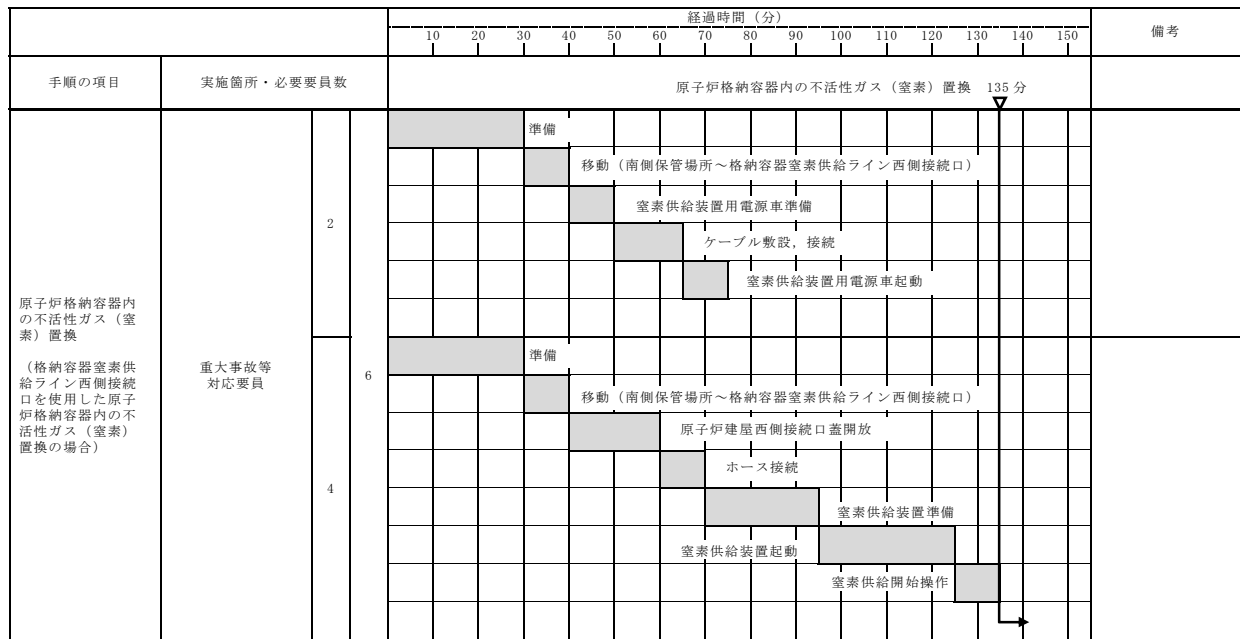 経過時間（分）
備考
10 20 30 40 50 60 70 80 90 100 110 120 130 140 150
手順の項目
実施箇所・必要要員数
原子炉格納容器内の不活性ガス（窒素）置換 135分
準備
移動（南側保管場所～格納容器窒素供給ライン西側接続口）
窒素供給装置用電源車準備
2
ケーブル敷設，接続
窒素供給装置用電源車起動
原子炉格納容器内
の不活性ガス（窒
素）置換
（格納容器窒素供
給ライン西側接続
口を使用した原子
炉格納容器内の不
活性ガス（窒素）
置換の場合）
重大事故等
対応要員
6
準備
移動（南側保管場所～格納容器窒素供給ライン西側接続口）
原子炉建屋西側接続口蓋開放
ホース接続
4
窒素供給装置準備
窒素供給装置起動
窒素供給開始操作